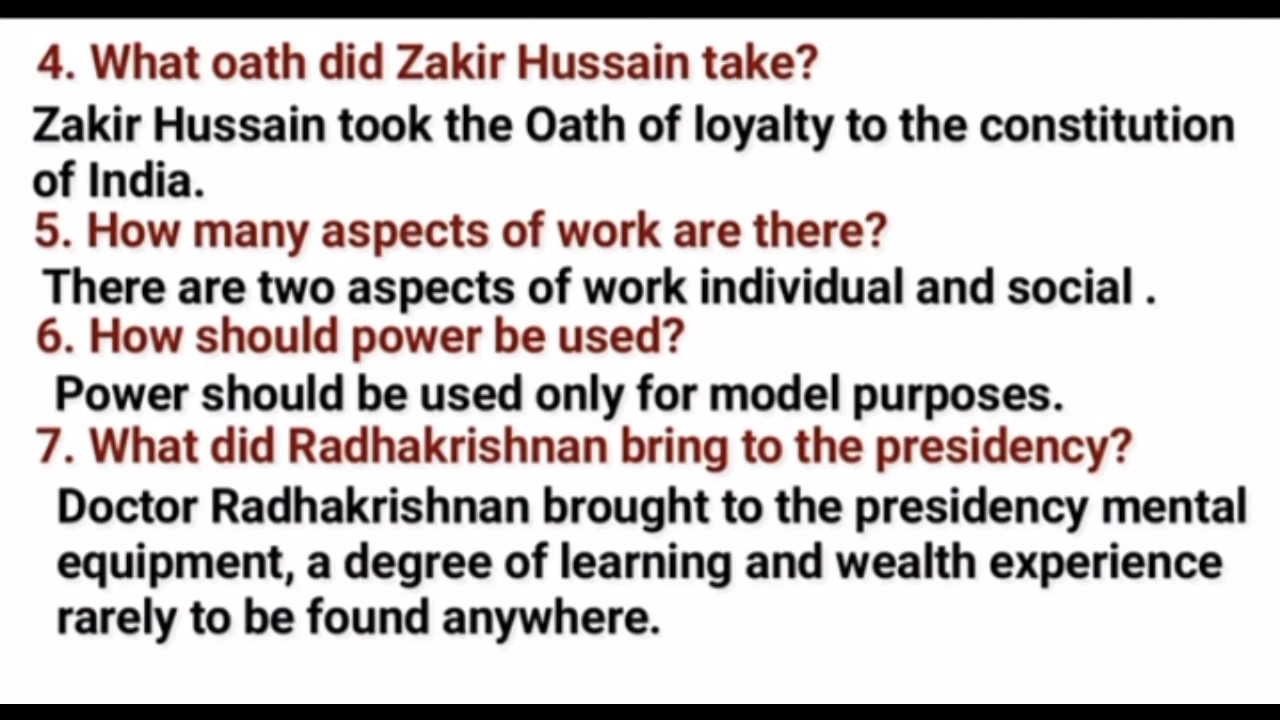 4. What oath did Zakir Hussain take?
Zakir Hussain took the Oath of loyalty to the constitution
of India.
5. How many aspects of work are there?
There are two aspects of work individual and social .
6. How should power be used?
Power should be used only for model purposes.
7. What did Radhakrishnan bring to the presidency?
Doctor Radhakrishnan brought to the presidency mental
equipment, a degree of learning and wealth experience
rarely to be found anywhere.